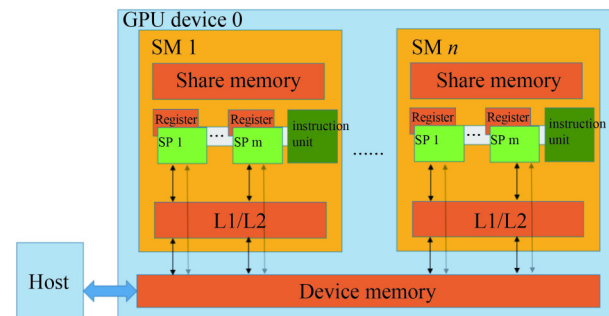 GPU device 0
SM 1
SM n
Share memory
Share memory
Register
Register
instruction
unit
SP 1
...
SP m
......
Register
Register
instruction
unit
SP 1
...
SP m
L1/L2
L1/L2
Host
Device memory